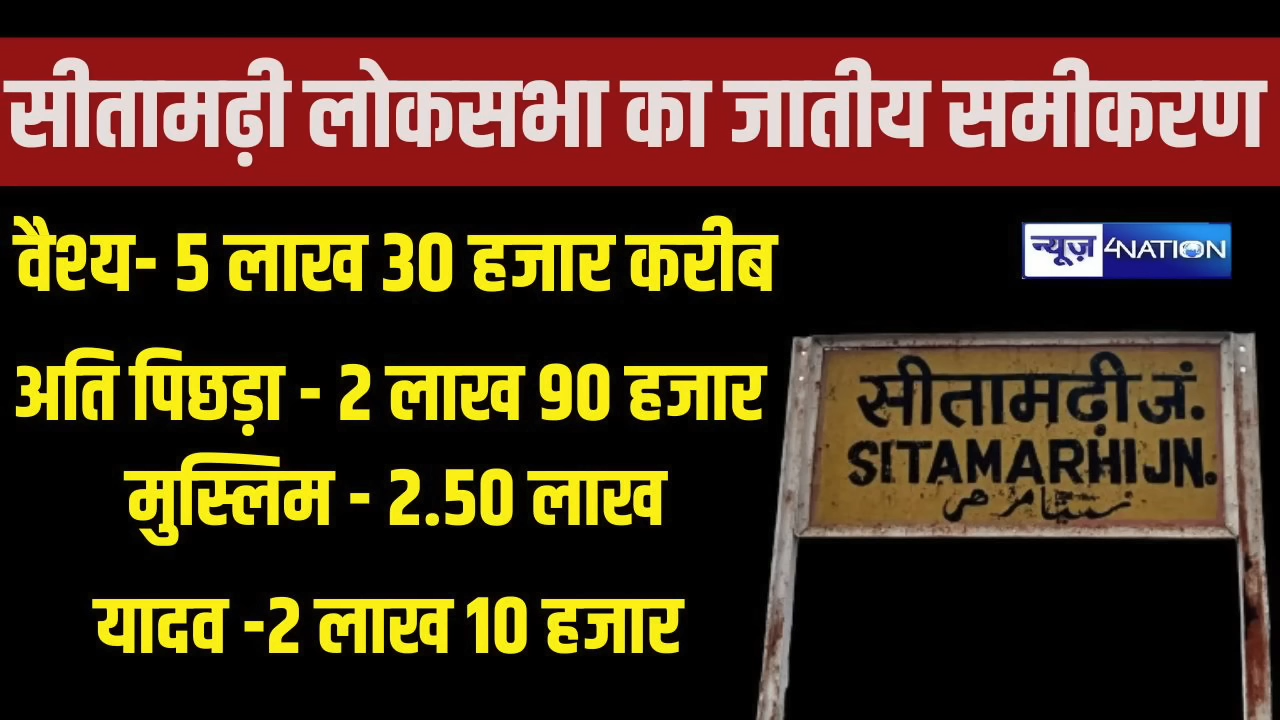 सीतामढ़ी लोकसभा का जातीय समीकरण
वैश्य- 5 लाख 30 हजार करीब
न्यूज़ 4NATION
अति पिछड़ा - 2 लाख 90 हजार
मुस्लिम - 2.50 लाख
यादव -2 लाख 10 हजार
सीतामढ़ी जं.
SITAMARHI JN.